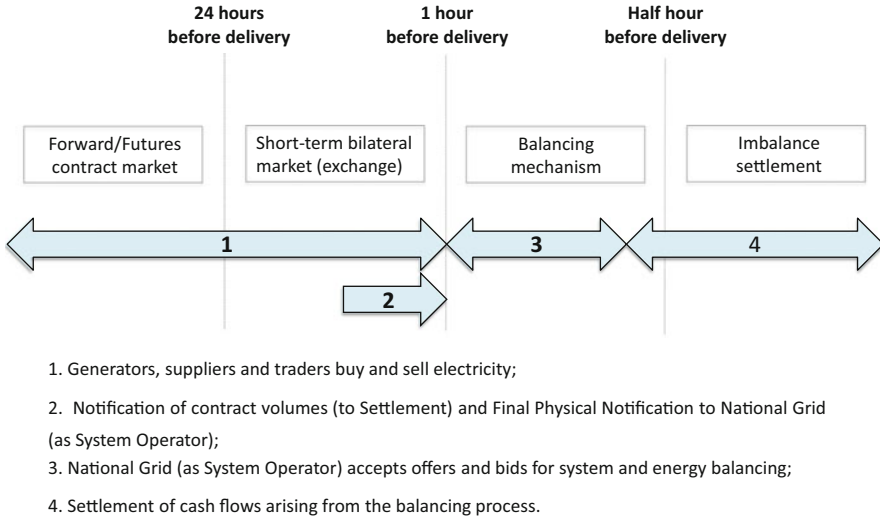 24 hours
before delivery
1 hour
before delivery
Half hour
before delivery
Forward/Futures
contract market
Short-term bilateral
market (exchange)
Balancing
mechanism
Imbalance
settlement
1
3
4
2
1. Generators, suppliers and traders buy and sell electricity;
2. Notification of contract volumes (to Settlement) and Final Physical Notification to National Grid
(as System Operator);
3. National Grid (as System Operator) accepts offers and bids for system and energy balancing;
4. Settlement of cash flows arising from the balancing process.